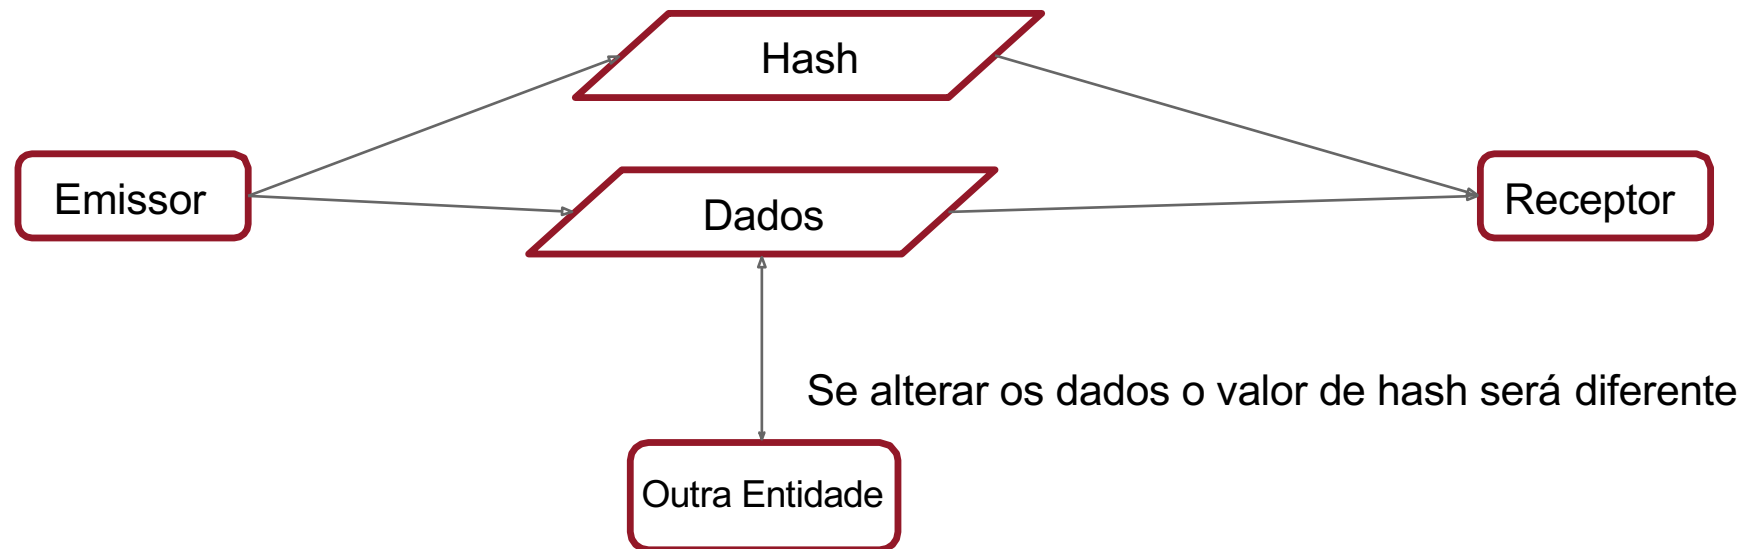 Hash
Emissor
Dados
Receptor
Se alterar os dados o valor de hash será diferente
Outra Entidade